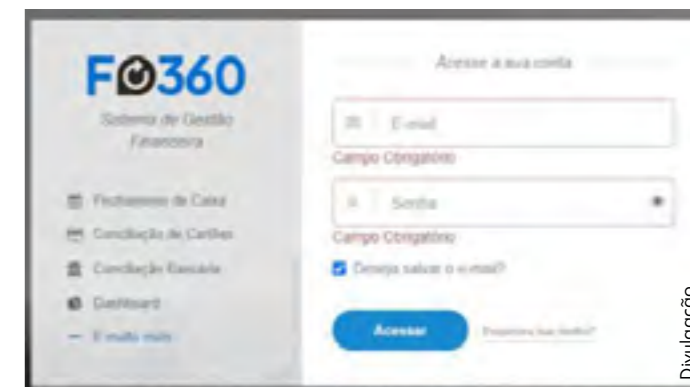 FO360
Sistema de Gestão
Financeira
Fechamento de Caixa
Conciliação de Cartões
Conciliação Bancária
Dashboard
E muito mais
Acesse a sua conta
E-mail
Campo Obrigatório
Senha
Campo Obrigatório
Deseja salvar o e-mail?
Acessar
Esqueceu sua senha?
Divulgação